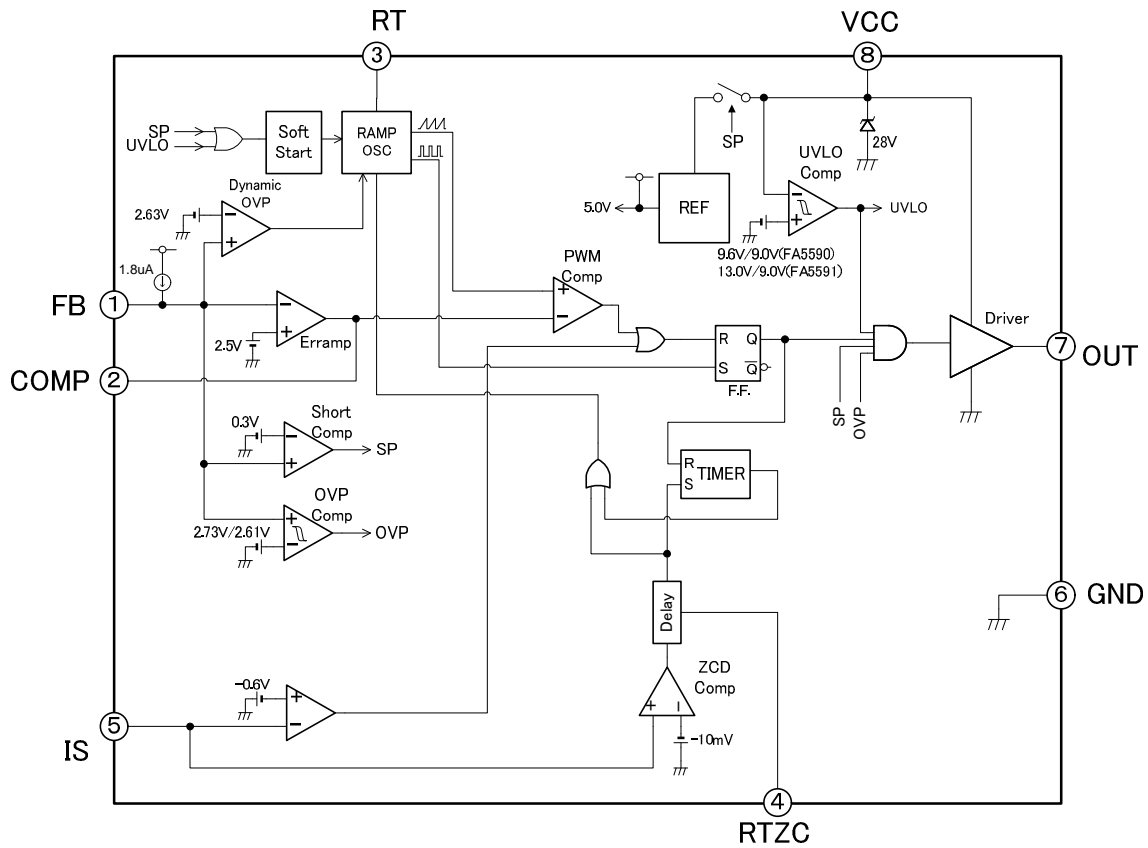 RT
VCC
3
8
SP
UVLO
Soft
Start
RAMP
OSC
SP
28V
UVLO
Comp
Dynamic
OVP
2.63V
5.0V
REF
−
+
UVLO
−
+
9.6V/9.0V(FA5590)
13.0V/9.0V(FA5591)
1.8uA
PWM
Comp
FB
1
−
+
2.5V
Erramp
+
−
R Q
S Q
F.F.
Driver
7
OUT
COMP
2
SP
OVP
0.3V
Short
Comp
−
+
SP
R
S
TIMER
OVP
Comp
2.73V/2.61V
+
−
OVP
6
GND
Delay
ZCD
Comp
-0.6V
+
−
+
−
-10mV
5
IS
4
RTZC